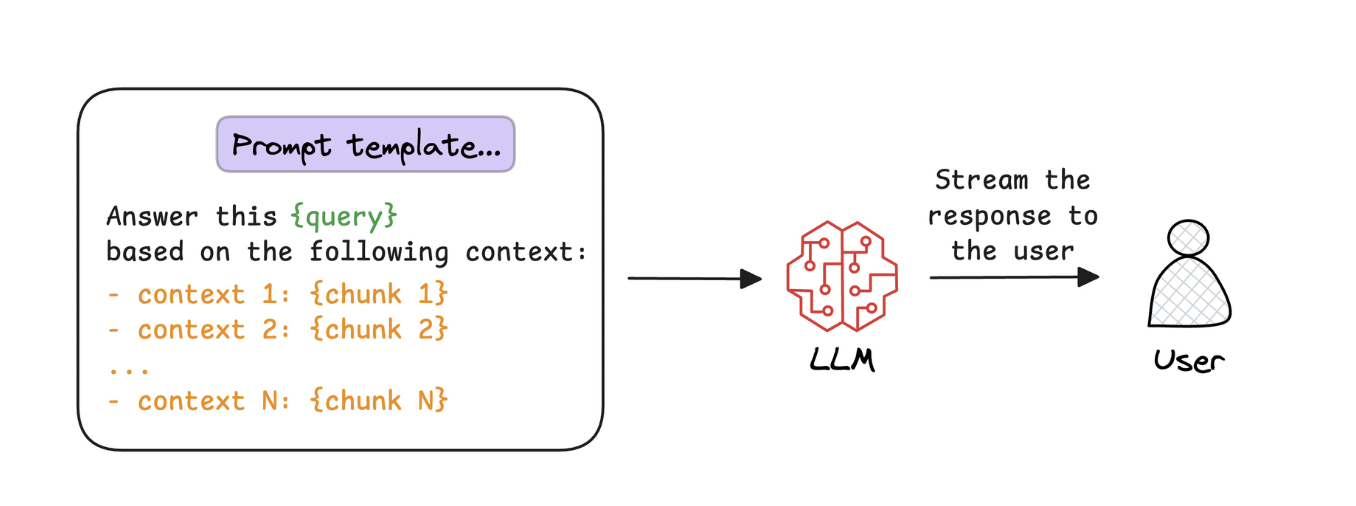 Prompt template...
Answer this {query}
based on the following context:
- context 1: {chunk 1}
- context 2: {chunk 2}
...
- context N: {chunk N}
LLM
Stream the
response to
the user
User